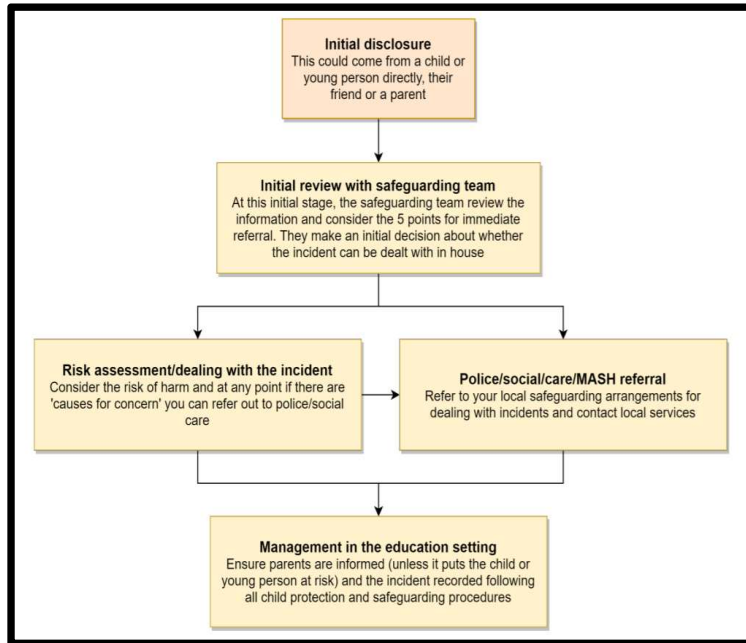 Initial disclosure
This could come from a child or
young person directly, their
friend or a parent
Initial review with safeguarding team
At this initial stage, the safeguarding team review the
information and consider the 5 points for immediate
referral. They make an initial decision about whether
the incident can be dealt with in house
Risk assessment/dealing with the incident
Consider the risk of harm and at any point if there are
'causes for concern' you can refer out to police/social
care
Police/social/care/MASH referral
Refer to your local safeguarding arrangements for
dealing with incidents and contact local services
Management in the education setting
Ensure parents are informed (unless it puts the child or
young person at risk) and the incident recorded following
all child protection and safeguarding procedures